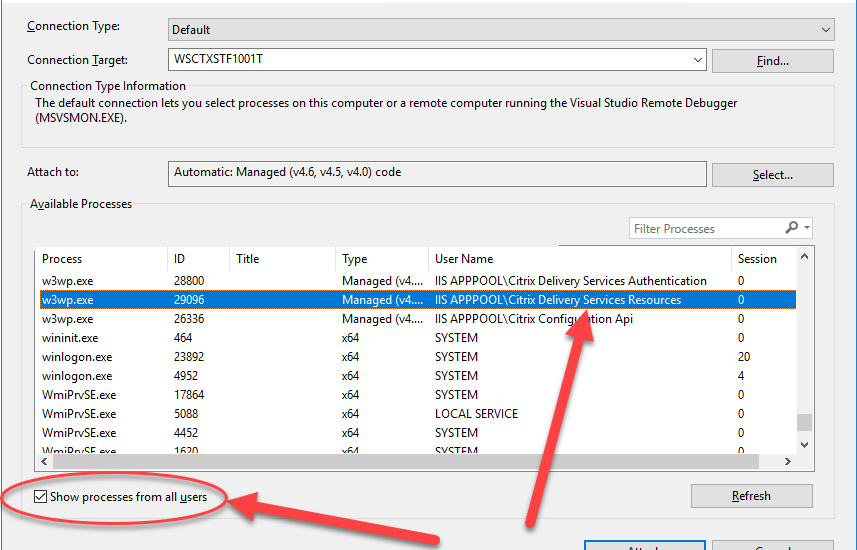 Connection Type: Default
Connection Target: WSCTXSTF1001T Find...
Connection Type Information
The default connection lets you select processes on this computer or a remote computer running the Visual Studio Remote Debugger
(MSVSMON.EXE).
Attach to: Automatic: Managed (v4.6, v4.5, v4.0) code Select...
Available Processes
Filter Processes
Process ID Title Type User Name Session
w3wp.exe 28800 Managed (v4.... IIS APPPOOL\Citrix Delivery Services Authentication 0
w3wp.exe 29096 Managed (v4.... IIS APPPOOL\Citrix Delivery Services Resources 0
w3wp.exe 26336 Managed (v4.... IIS APPPOOL\Citrix Configuration Api 0
wininit.exe 464 x64 SYSTEM 0
winlogon.exe 23892 x64 SYSTEM 20
winlogon.exe 4952 x64 SYSTEM 4
WmiPrvSE.exe 17864 x64 SYSTEM 0
WmiPrvSE.exe 5088 x64 LOCAL SERVICE 0
WmiPrvSE.exe 4452 x64 SYSTEM 0
WmiPrvSE.exe 1620 x64 SYSTEM 0
Show processes from all users Refresh